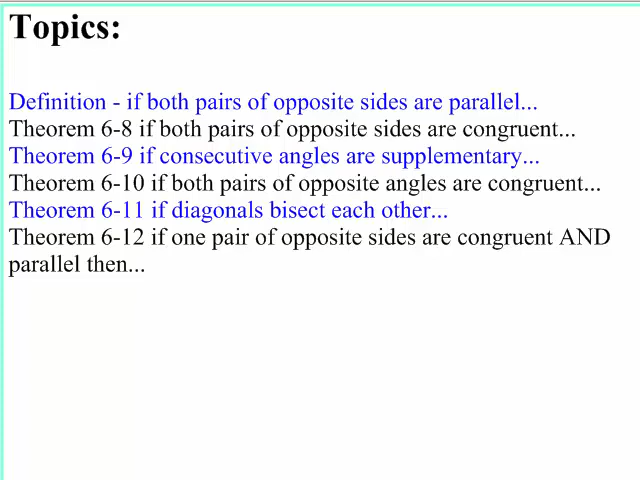 Topics:
Definition - if both pairs of opposite sides are parallel...
Theorem 6-8 if both pairs of opposite sides are congruent...
Theorem 6-9 if consecutive angles are supplementary...
Theorem 6-10 if both pairs of opposite angles are congruent...
Theorem 6-11 if diagonals bisect each other...
Theorem 6-12 if one pair of opposite sides are congruent AND
parallel then...